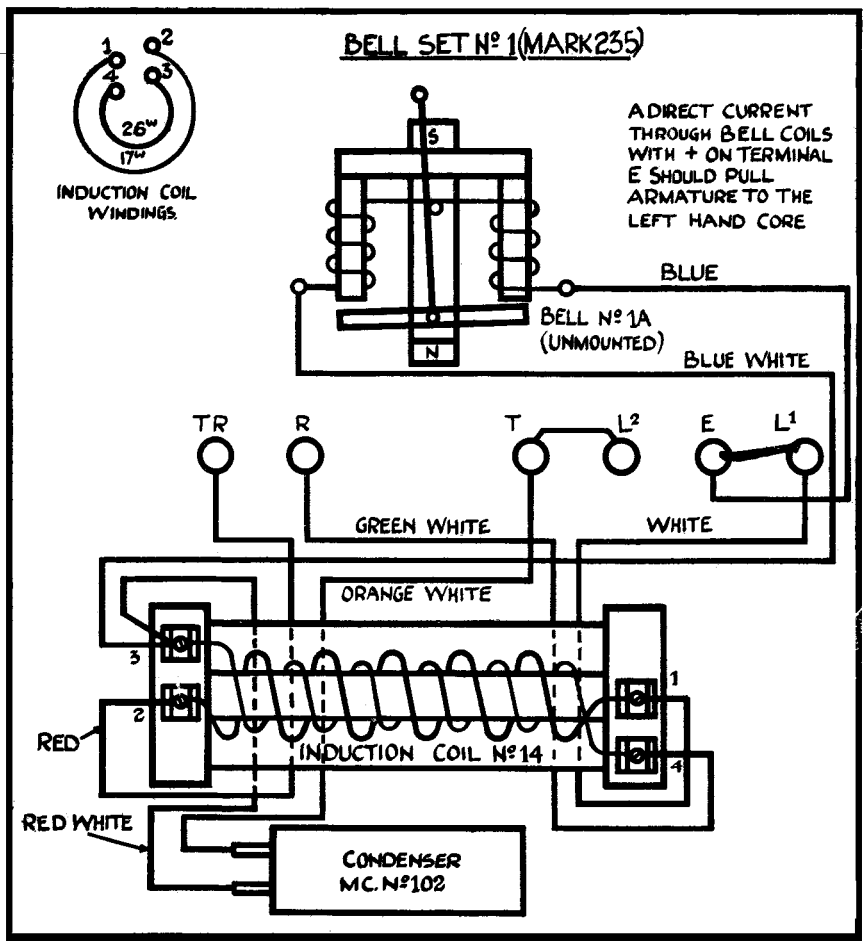 BELL SET Nº 1 (MARK 235)
1
2
4
3
26ʷ
17ʷ
INDUCTION COIL
WINDINGS.
S
A DIRECT CURRENT
THROUGH BELL COILS
WITH + ON TERMINAL
E SHOULD PULL
ARMATURE TO THE
LEFT HAND CORE
BLUE
BELL Nº 1A
(UNMOUNTED)
N
BLUE WHITE
TR R T L² E L¹
GREEN WHITE
WHITE
ORANGE WHITE
3
1
2
RED
INDUCTION COIL Nº 14
4
RED WHITE
CONDENSER
M.C. Nº 102